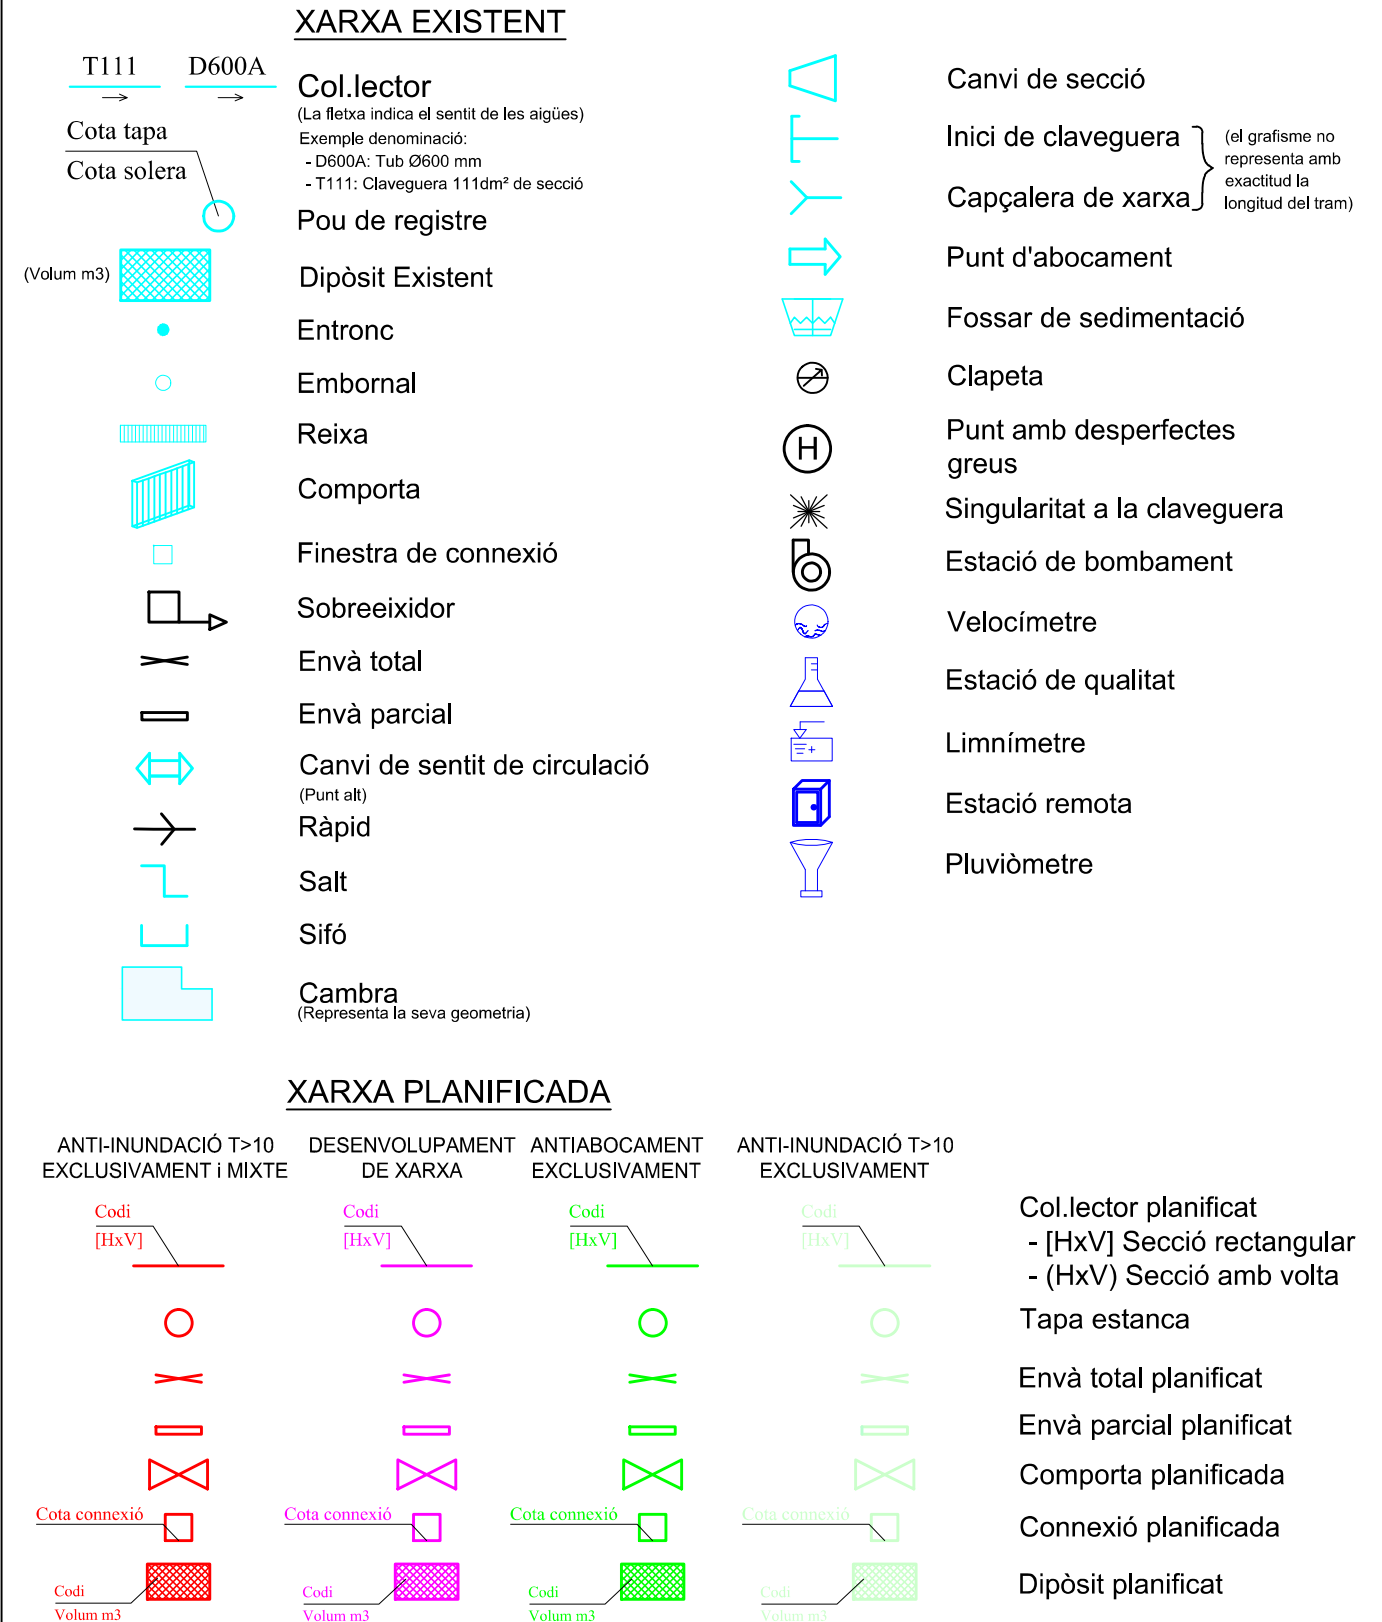 XARXA EXISTENT
T111
D600A
Col.lector
(La fletxa indica el sentit de les aigües)
Exemple denominació:
- D600A: Tub Ø600 mm
- T111: Claveguera 111dm² de secció
Cota tapa
Cota solera
Pou de registre
(Volum m3)
Dipòsit Existent
Entronc
Embornal
Reixa
Comporta
Finestra de connexió
Sobreeixidor
Envà total
Envà parcial
Canvi de sentit de circulació
(Punt alt)
Ràpid
Salt
Sifó
Cambra
(Representa la seva geometria)
Canvi de secció
Inici de claveguera
Capçalera de xarxa
(el grafisme no
representa amb
exactitud la
longitud del tram)
Punt d'abocament
Fossar de sedimentació
Clapeta
H
Punt amb desperfectes
greus
Singularitat a la claveguera
Estació de bombament
Velocímetre
Estació de qualitat
Limnímetre
Estació remota
Pluviòmetre
XARXA PLANIFICADA
ANTI-INUNDACIÓ T>10
EXCLUSIVAMENT i MIXTE
DESENVOLUPAMENT
DE XARXA
ANTIABOCAMENT
EXCLUSIVAMENT
ANTI-INUNDACIÓ T>10
EXCLUSIVAMENT
Codi
[HxV]
Codi
[HxV]
Codi
[HxV]
Codi
[HxV]
Col.lector planificat
- [HxV] Secció rectangular
- (HxV) Secció amb volta
Tapa estanca
Envà total planificat
Envà parcial planificat
Comporta planificada
Cota connexió
Cota connexió
Cota connexió
Cota connexió
Connexió planificada
Codi
Volum m3
Codi
Volum m3
Codi
Volum m3
Codi
Volum m3
Dipòsit planificat